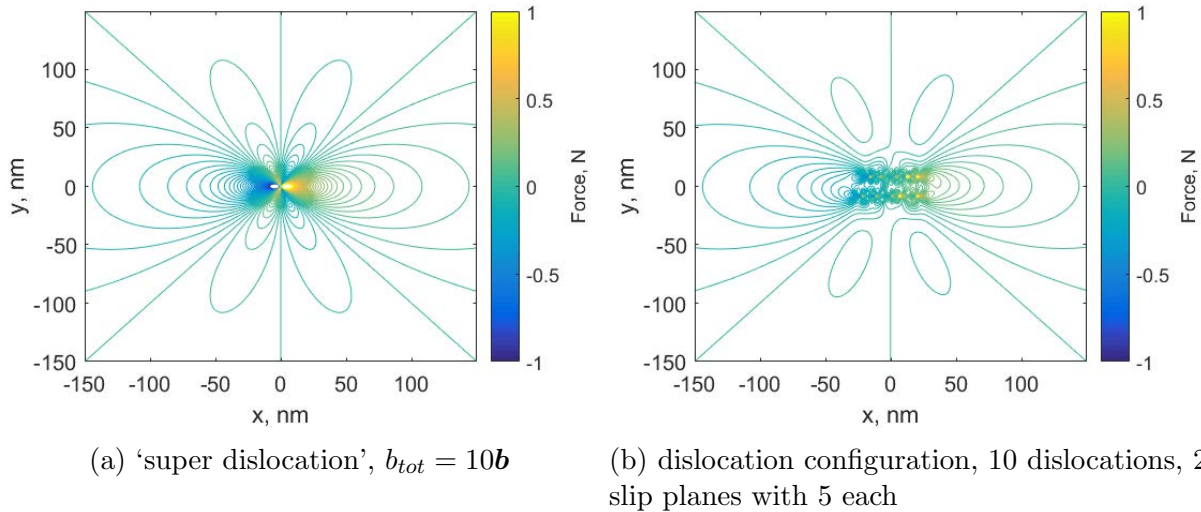 1
0.5
0
-0.5
-1
Force, N
100
50
0
-50
-100
-150
y, nm
-150 -100 -50 0 50 100
x, nm
(a) ‘super dislocation’, b_tot = 10b
1
0.5
0
-0.5
-1
Force, N
100
50
0
-50
-100
-150
y, nm
-150 -100 -50 0 50 100
x, nm
(b) dislocation configuration, 10 dislocations, 2
slip planes with 5 each